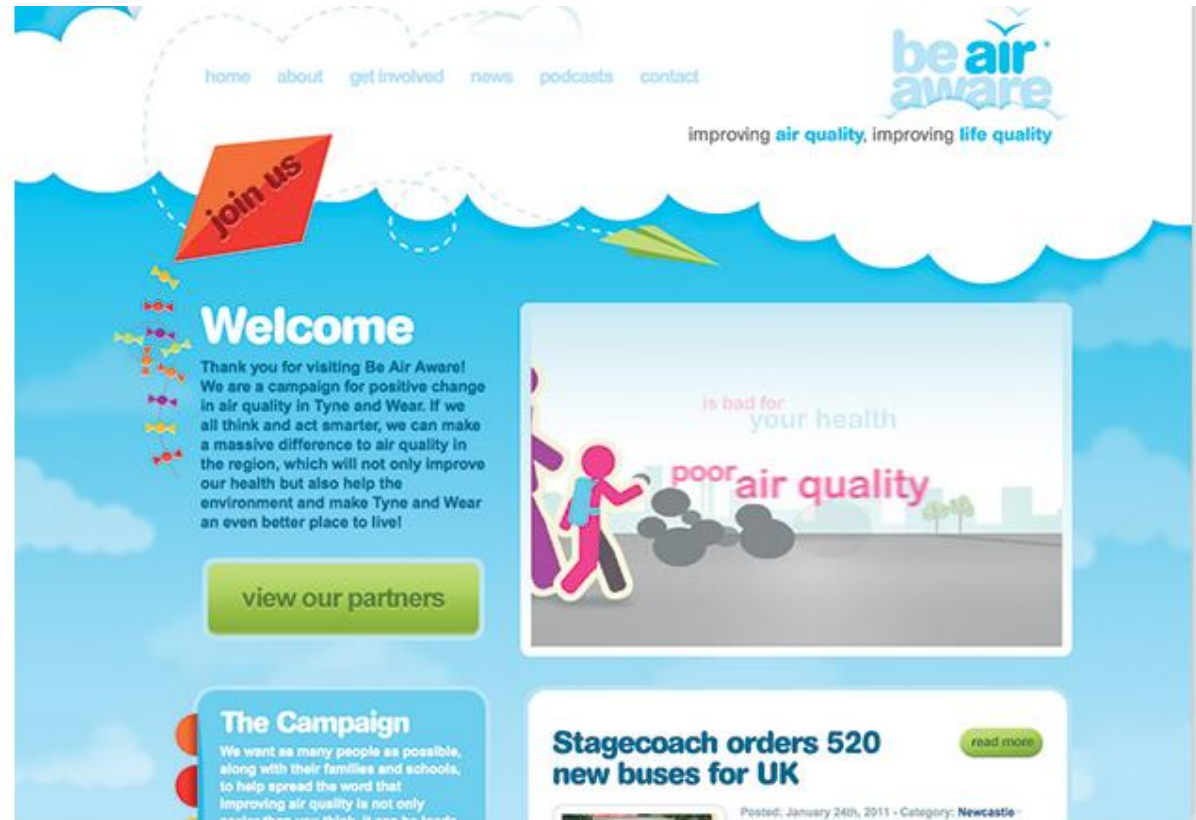 home about get involved news podcasts contact
be air
aware
improving air quality, improving life quality
join us
Welcome
Thank you for visiting Be Air Aware!
We are a campaign for positive change
in air quality in Tyne and Wear. If we
all think and act smarter, we can make
a massive difference to air quality in
the region, which will not only improve
our health but also help the
environment and make Tyne and Wear
an even better place to live!
is bad for
your health
poor air quality
view our partners
The Campaign
We want as many people as possible,
along with their families and schools,
to help spread the word that
improving air quality is not only
Stagecoach orders 520
new buses for UK
read more
Posted: January 24th, 2011 - Category: Newcastle -